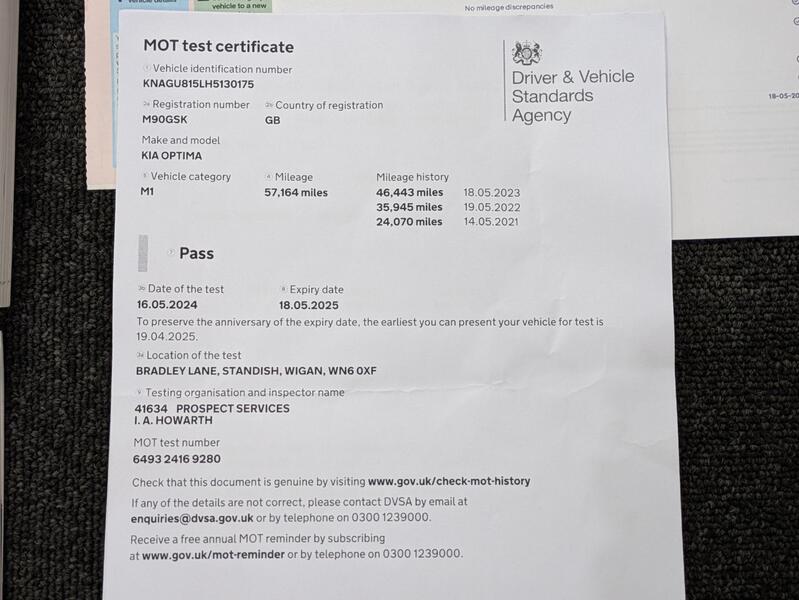 vehicle details
vehicle to a new
No mileage discrepancies
MOT test certificate
Vehicle identification number
KNAGU815LH5130175
Registration number Country of registration
M90GSK GB
Make and model
KIA OPTIMA
Vehicle category Mileage Mileage history
M1 57,164 miles 46,443 miles 18.05.2023
35,945 miles 19.05.2022
24,070 miles 14.05.2021
Driver & Vehicle
Standards
Agency
18-05-20
Pass
Date of the test Expiry date
16.05.2024 18.05.2025
To preserve the anniversary of the expiry date, the earliest you can present your vehicle for test is
19.04.2025.
Location of the test
BRADLEY LANE, STANDISH, WIGAN, WN6 0XF
Testing organisation and inspector name
41634 PROSPECT SERVICES
I. A. HOWARTH
MOT test number
6493 2416 9280
Check that this document is genuine by visiting www.gov.uk/check-mot-history
If any of the details are not correct, please contact DVSA by email at
enquiries@dvsa.gov.uk or by telephone on 0300 1239000.
Receive a free annual MOT reminder by subscribing
at www.gov.uk/mot-reminder or by telephone on 0300 1239000.